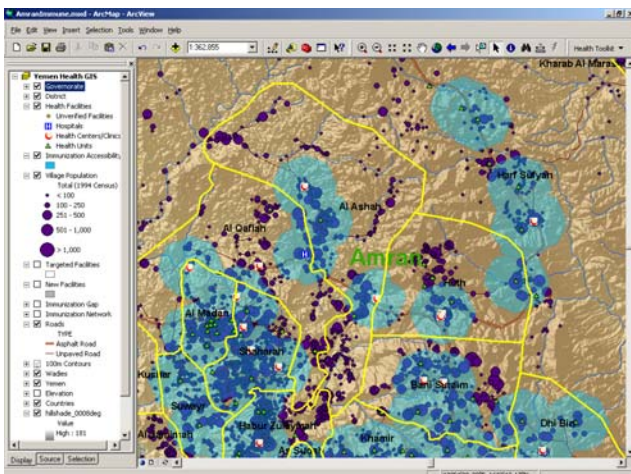 AmranImmune.mxd - ArcMap - ArcView
File Edit View Insert Selection Tools Window Help
1:362,855
Health Toolkit
Yemen Health GIS
Governorate
District
Health Facilities
Unverified Facilities
Hospitals
Health Centers/Clinics
Health Units
Immunization Accessibility
Village Population
Total (1994 Census)
< 100
100 - 250
251 - 500
501 - 1,000
> 1,000
Targeted Facilities
New Facilities
Immunization Gap
Immunization Network
Roads
TYPE
Asphalt Road
Unpaved Road
100m Contours
Wadies
Yemen
Elevation
Countries
hillshade_0008deg
Value
High : 181
Display Source Selection
Kharab Al Maras
Harf Sufyan
Al Ashah
Al Qaflah
Amran
Huth
Al Madan
Shaharah
Bani Suraim
Suwayr
Habur Zulaymah
Khamir
Dhi Bin